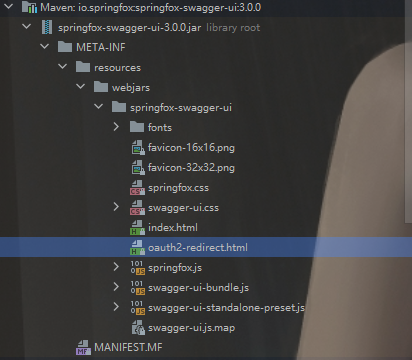 Maven: io.springfox:springfox-swagger-ui:3.0.0
springfox-swagger-ui-3.0.0.jar library root
META-INF
resources
webjars
springfox-swagger-ui
fonts
favicon-16x16.png
favicon-32x32.png
springfox.css
swagger-ui.css
index.html
oauth2-redirect.html
springfox.js
swagger-ui-bundle.js
swagger-ui-standalone-preset.js
swagger-ui.js.map
MANIFEST.MF